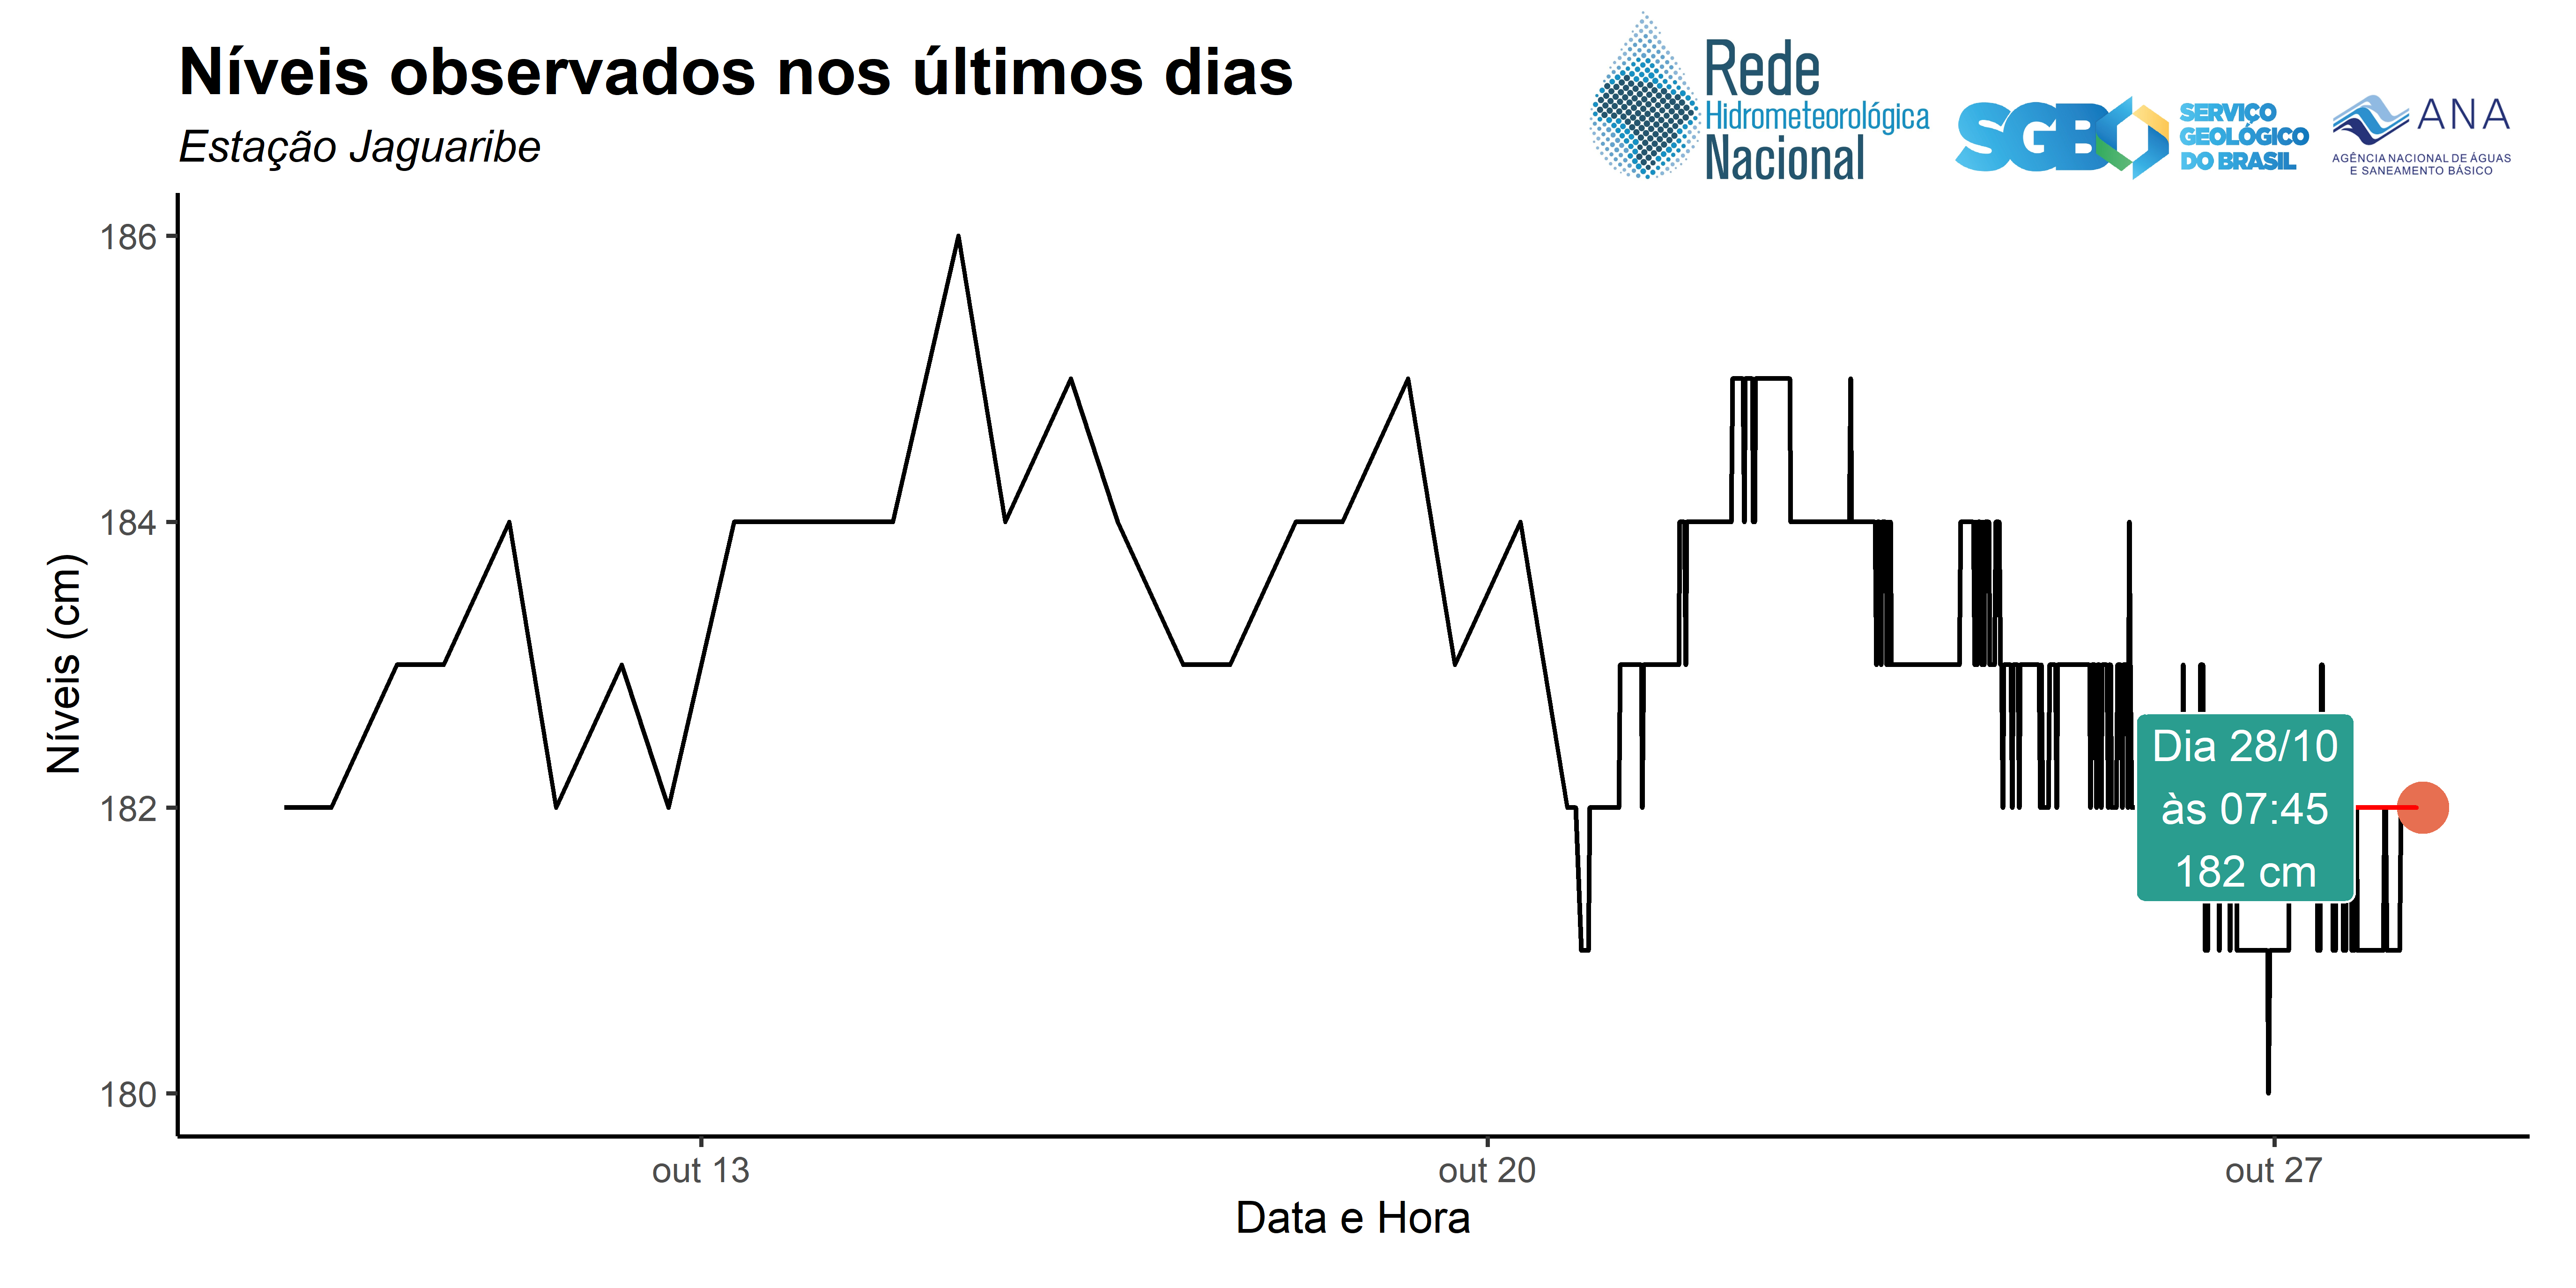 Níveis observados nos últimos dias
Estação Jaguaribe
Rede
Hidrometeorológica
Nacional
SGB
SERVIÇO
GEOLÓGICO
DO BRASIL
ANA
AGÊNCIA NACIONAL DE ÁGUAS
E SANEAMENTO BÁSICO
Níveis (cm)
186
184
182
180
Dia 28/10
às 07:45
182 cm
out 13
out 20
out 27
Data e Hora